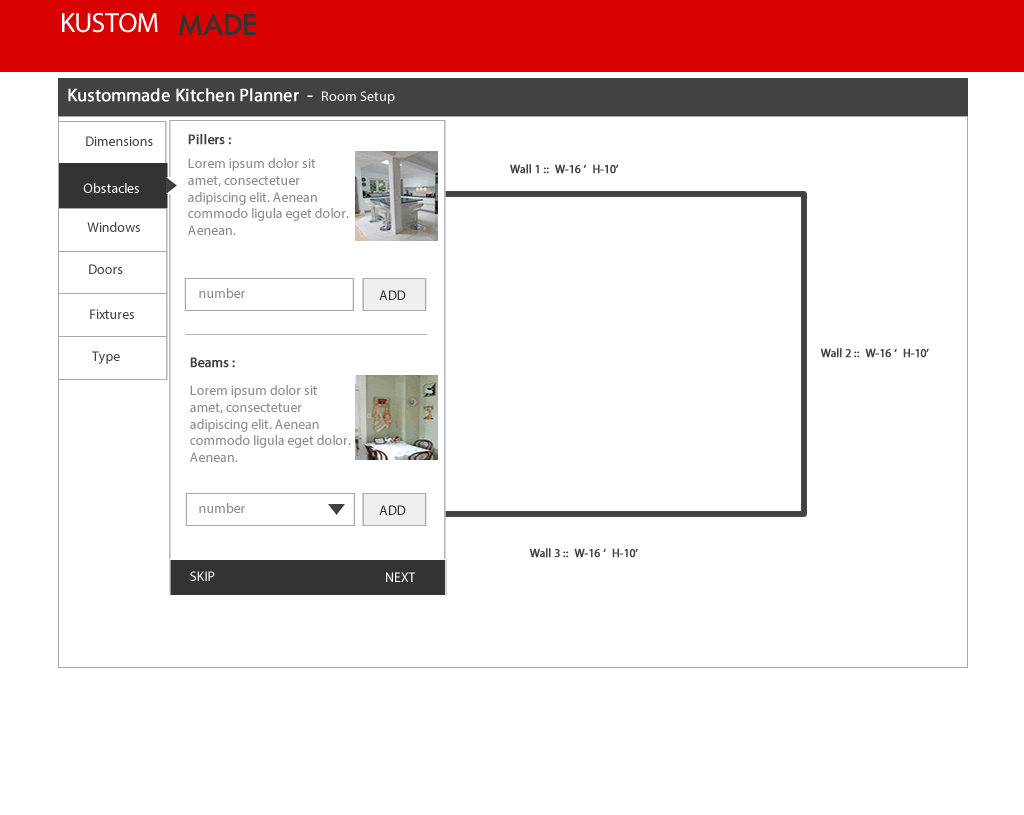 KUSTOM MADE
Kustommade Kitchen Planner - Room Setup
Dimensions
Obstacles
Windows
Doors
Fixtures
Type
Pillers :
Lorem ipsum dolor sit
amet, consectetuer
adipiscing elit. Aenean
commodo ligula eget dolor.
Aenean.
number
ADD
Beams :
Lorem ipsum dolor sit
amet, consectetuer
adipiscing elit. Aenean
commodo ligula eget dolor.
Aenean.
number
ADD
SKIP
NEXT
Wall 1 :: W-16 ‘ H-10’
Wall 2 :: W-16 ‘ H-10’
Wall 3 :: W-16 ‘ H-10’